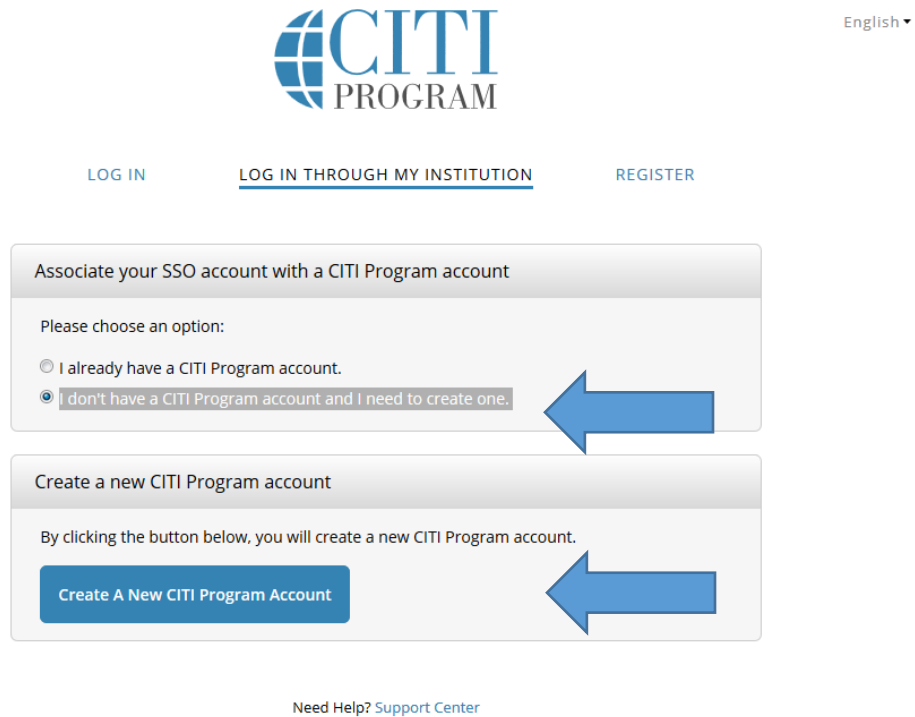 CITI
PROGRAM
English
LOG IN
LOG IN THROUGH MY INSTITUTION
REGISTER
Associate your SSO account with a CITI Program account
Please choose an option:
I already have a CITI Program account.
I don't have a CITI Program account and I need to create one.
Create a new CITI Program account
By clicking the button below, you will create a new CITI Program account.
Create A New CITI Program Account
Need Help? Support Center